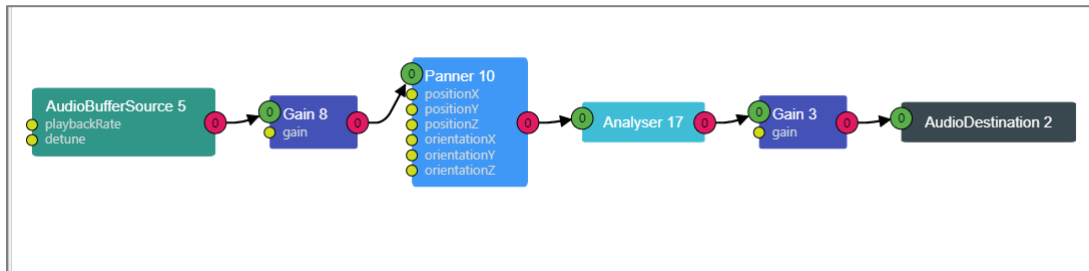 AudioBufferSource 5
playbackRate
detune
0
0
Gain 8
gain
0
0
Panner 10
positionX
positionY
positionZ
orientationX
orientationY
orientationZ
0
0
Analyser 17
0
0
Gain 3
gain
0
0
AudioDestination 2